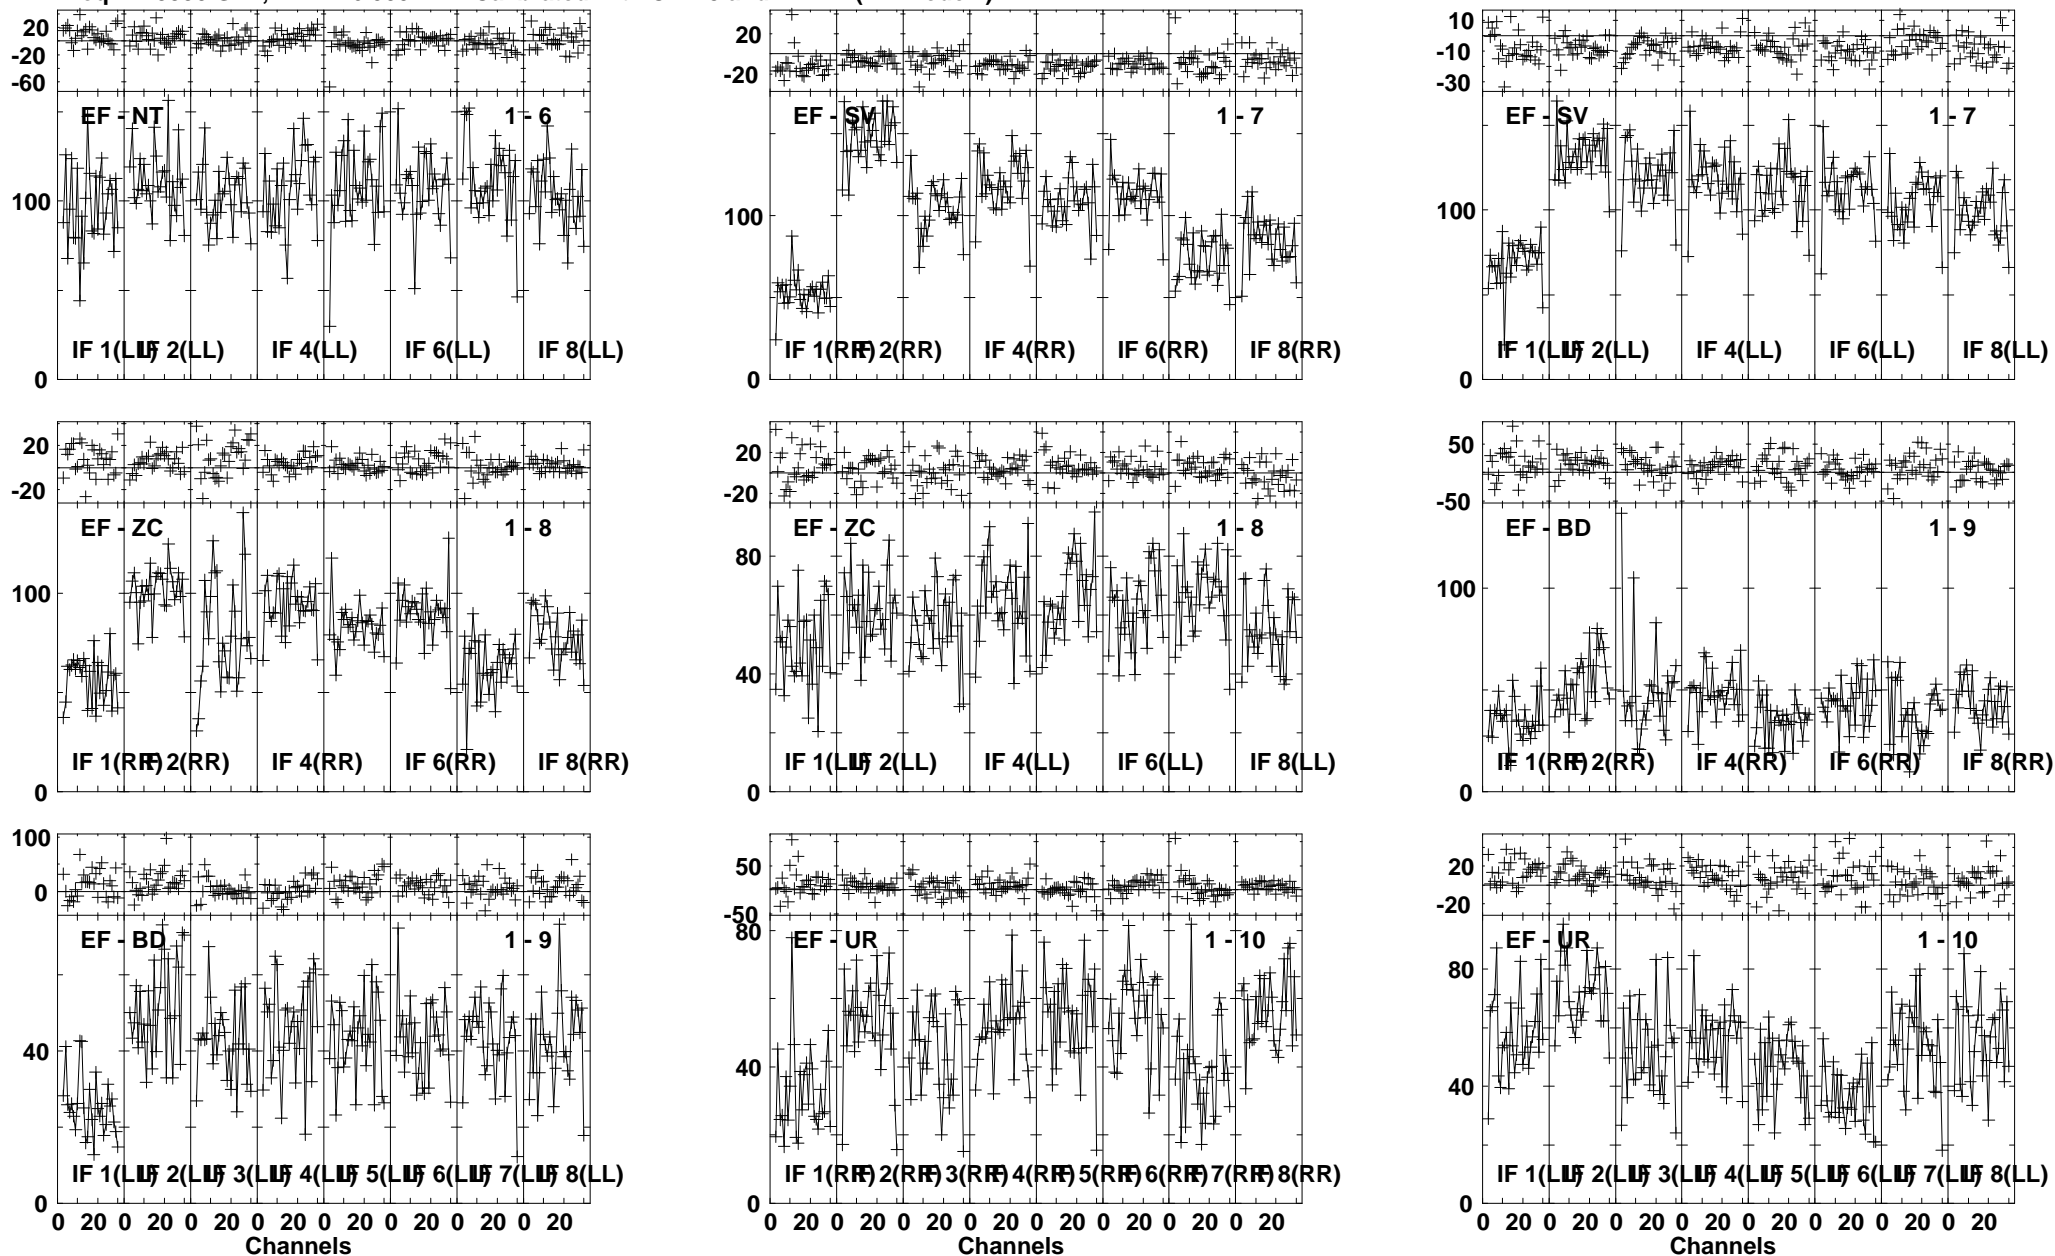 20
-20
-60
EF - NT
1 - 6
100
IF 1(LL) IF 2(LL) IF 4(LL) IF 6(LL) IF 8(LL)
0
20
-20
EF - SV
1 - 7
100
IF 1(RR) IF 2(RR) IF 4(RR) IF 6(RR) IF 8(RR)
0
10
-10
-30
EF - SV
1 - 7
100
IF 1(LL) IF 2(LL) IF 4(LL) IF 6(LL) IF 8(LL)
0
20
-20
EF - ZC
1 - 8
100
IF 1(RR) IF 2(RR) IF 4(RR) IF 6(RR) IF 8(RR)
0
20
-20
EF - ZC
1 - 8
80
40
IF 1(LL) IF 2(LL) IF 4(LL) IF 6(LL) IF 8(LL)
0
50
-50
EF - BD
1 - 9
100
IF 1(RR) IF 2(RR) IF 4(RR) IF 6(RR) IF 8(RR)
0
100
0
EF - BD
1 - 9
40
IF 1(LL) IF 2(LL) IF 3(LL) IF 4(LL) IF 5(LL) IF 6(LL) IF 7(LL) IF 8(LL)
0
0 20 0 20 0 20 0 20 0 20 0 20 0 20 0 20
Channels
50
-50
80
EF - UR
1 - 10
40
IF 1(RR) IF 2(RR) IF 3(RR) IF 4(RR) IF 5(RR) IF 6(RR) IF 7(RR) IF 8(RR)
0
0 20 0 20 0 20 0 20 0 20 0 20 0 20 0 20
Channels
20
-20
EF - UR
1 - 10
80
40
IF 1(LL) IF 2(LL) IF 3(LL) IF 4(LL) IF 5(LL) IF 6(LL) IF 7(LL) IF 8(LL)
0
0 20 0 20 0 20 0 20 0 20 0 20 0 20 0 20
Channels